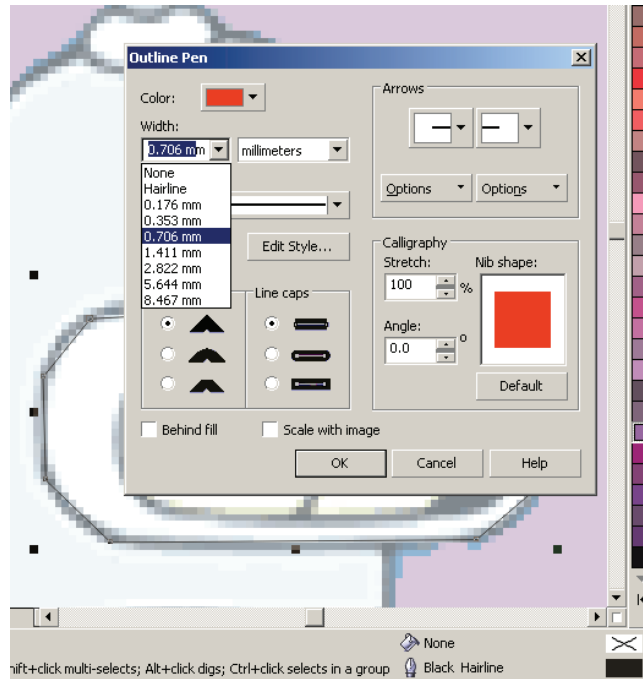 Outline Pen
Color:
Width:
0.706 mm millimeters
None
Hairline
0.176 mm
0.353 mm
0.706 mm
1.411 mm
2.822 mm
5.644 mm
8.467 mm
Edit Style...
Line caps
Behind fill Scale with image
Arrows
Options Options
Calligraphy
Stretch: Nib shape:
100 %
Angle:
0.0 °
Default
OK Cancel Help
None
hift+click multi-selects; Alt+click digs; Ctrl+click selects in a group Black Hairline